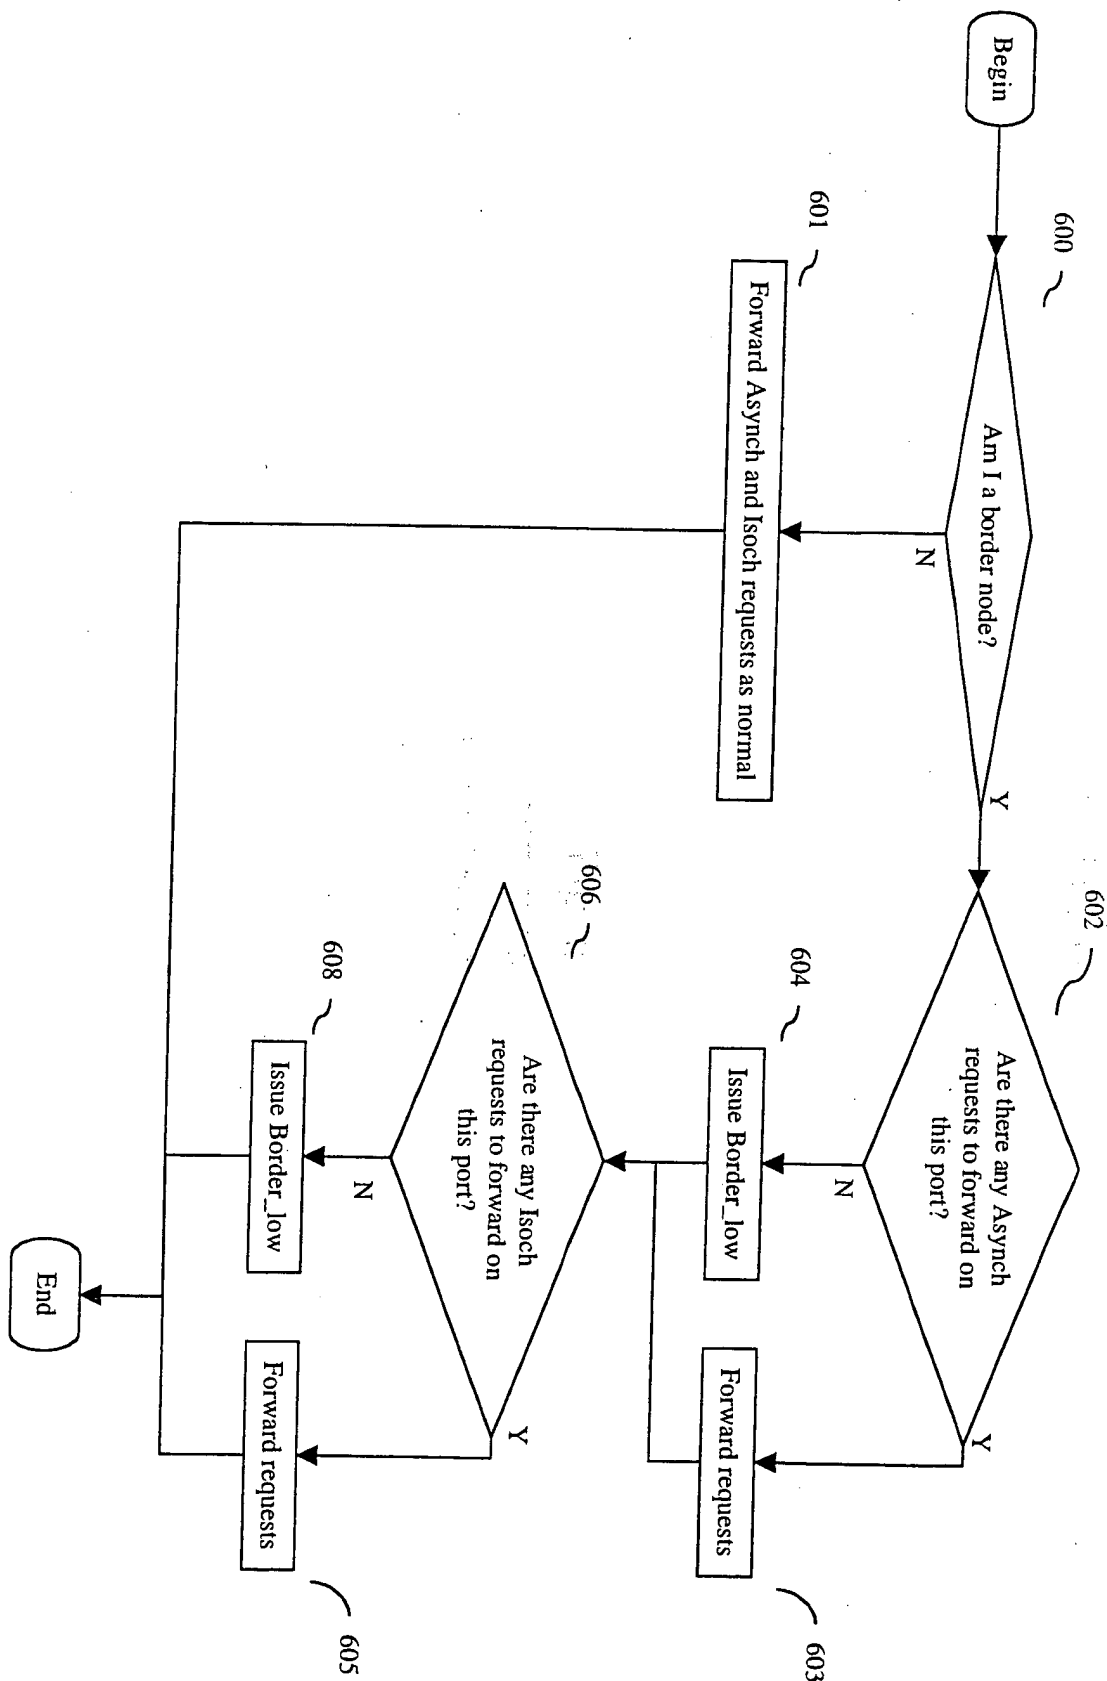 Begin
600
Am I a border node?
Y
N
601
Forward Asynch and Isoch requests as normal
602
Are there any Asynch
requests to forward on
this port?
Y
N
604
Issue Border_low
603
Forward requests
606
Are there any Isoch
requests to forward on
this port?
Y
N
608
Issue Border_low
605
Forward requests
End